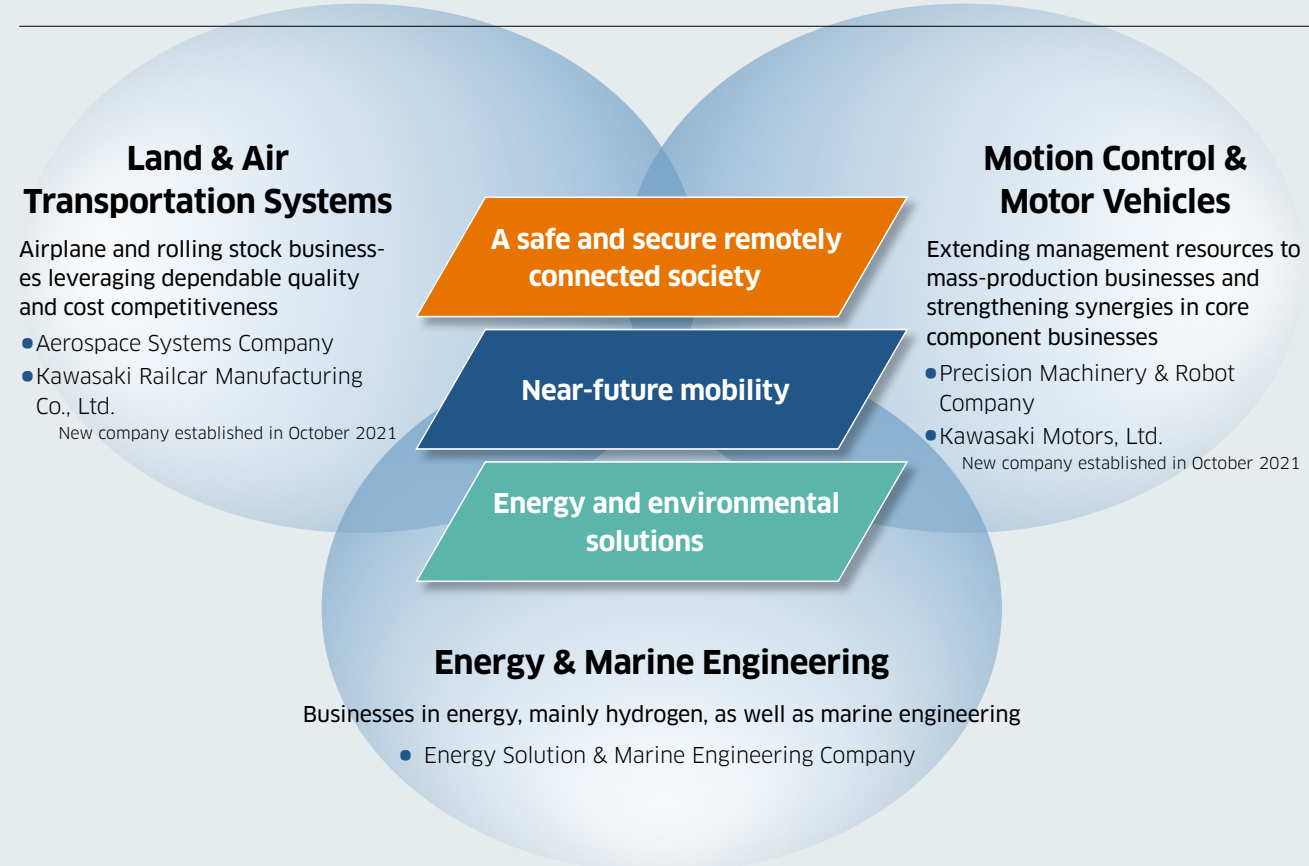 Land & Air
Transportation Systems
Airplane and rolling stock business-
es leveraging dependable quality
and cost competitiveness
•Aerospace Systems Company
•Kawasaki Railcar Manufacturing
Co., Ltd.
New company established in October 2021
A safe and secure remotely
connected society
Near-future mobility
Energy and environmental
solutions
Motion Control &
Motor Vehicles
Extending management resources to
mass-production businesses and
strengthening synergies in core
component businesses
•Precision Machinery & Robot
Company
•Kawasaki Motors, Ltd.
New company established in October 2021
Energy & Marine Engineering
Businesses in energy, mainly hydrogen, as well as marine engineering
• Energy Solution & Marine Engineering Company